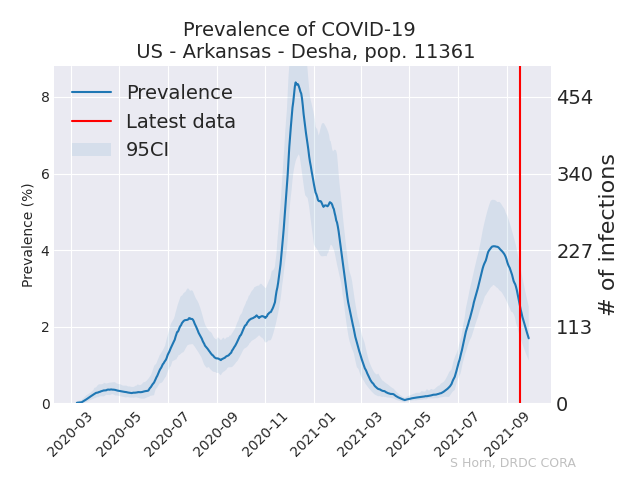 Prevalence of COVID-19
US - Arkansas - Desha, pop. 11361
Prevalence
Latest data
95CI
Prevalence (%)
8
6
4
2
0
454
340
227
113
0
# of infections
2020-03
2020-05
2020-07
2020-09
2020-11
2021-01
2021-03
2021-05
2021-07
2021-09
S Horn, DRDC CORA